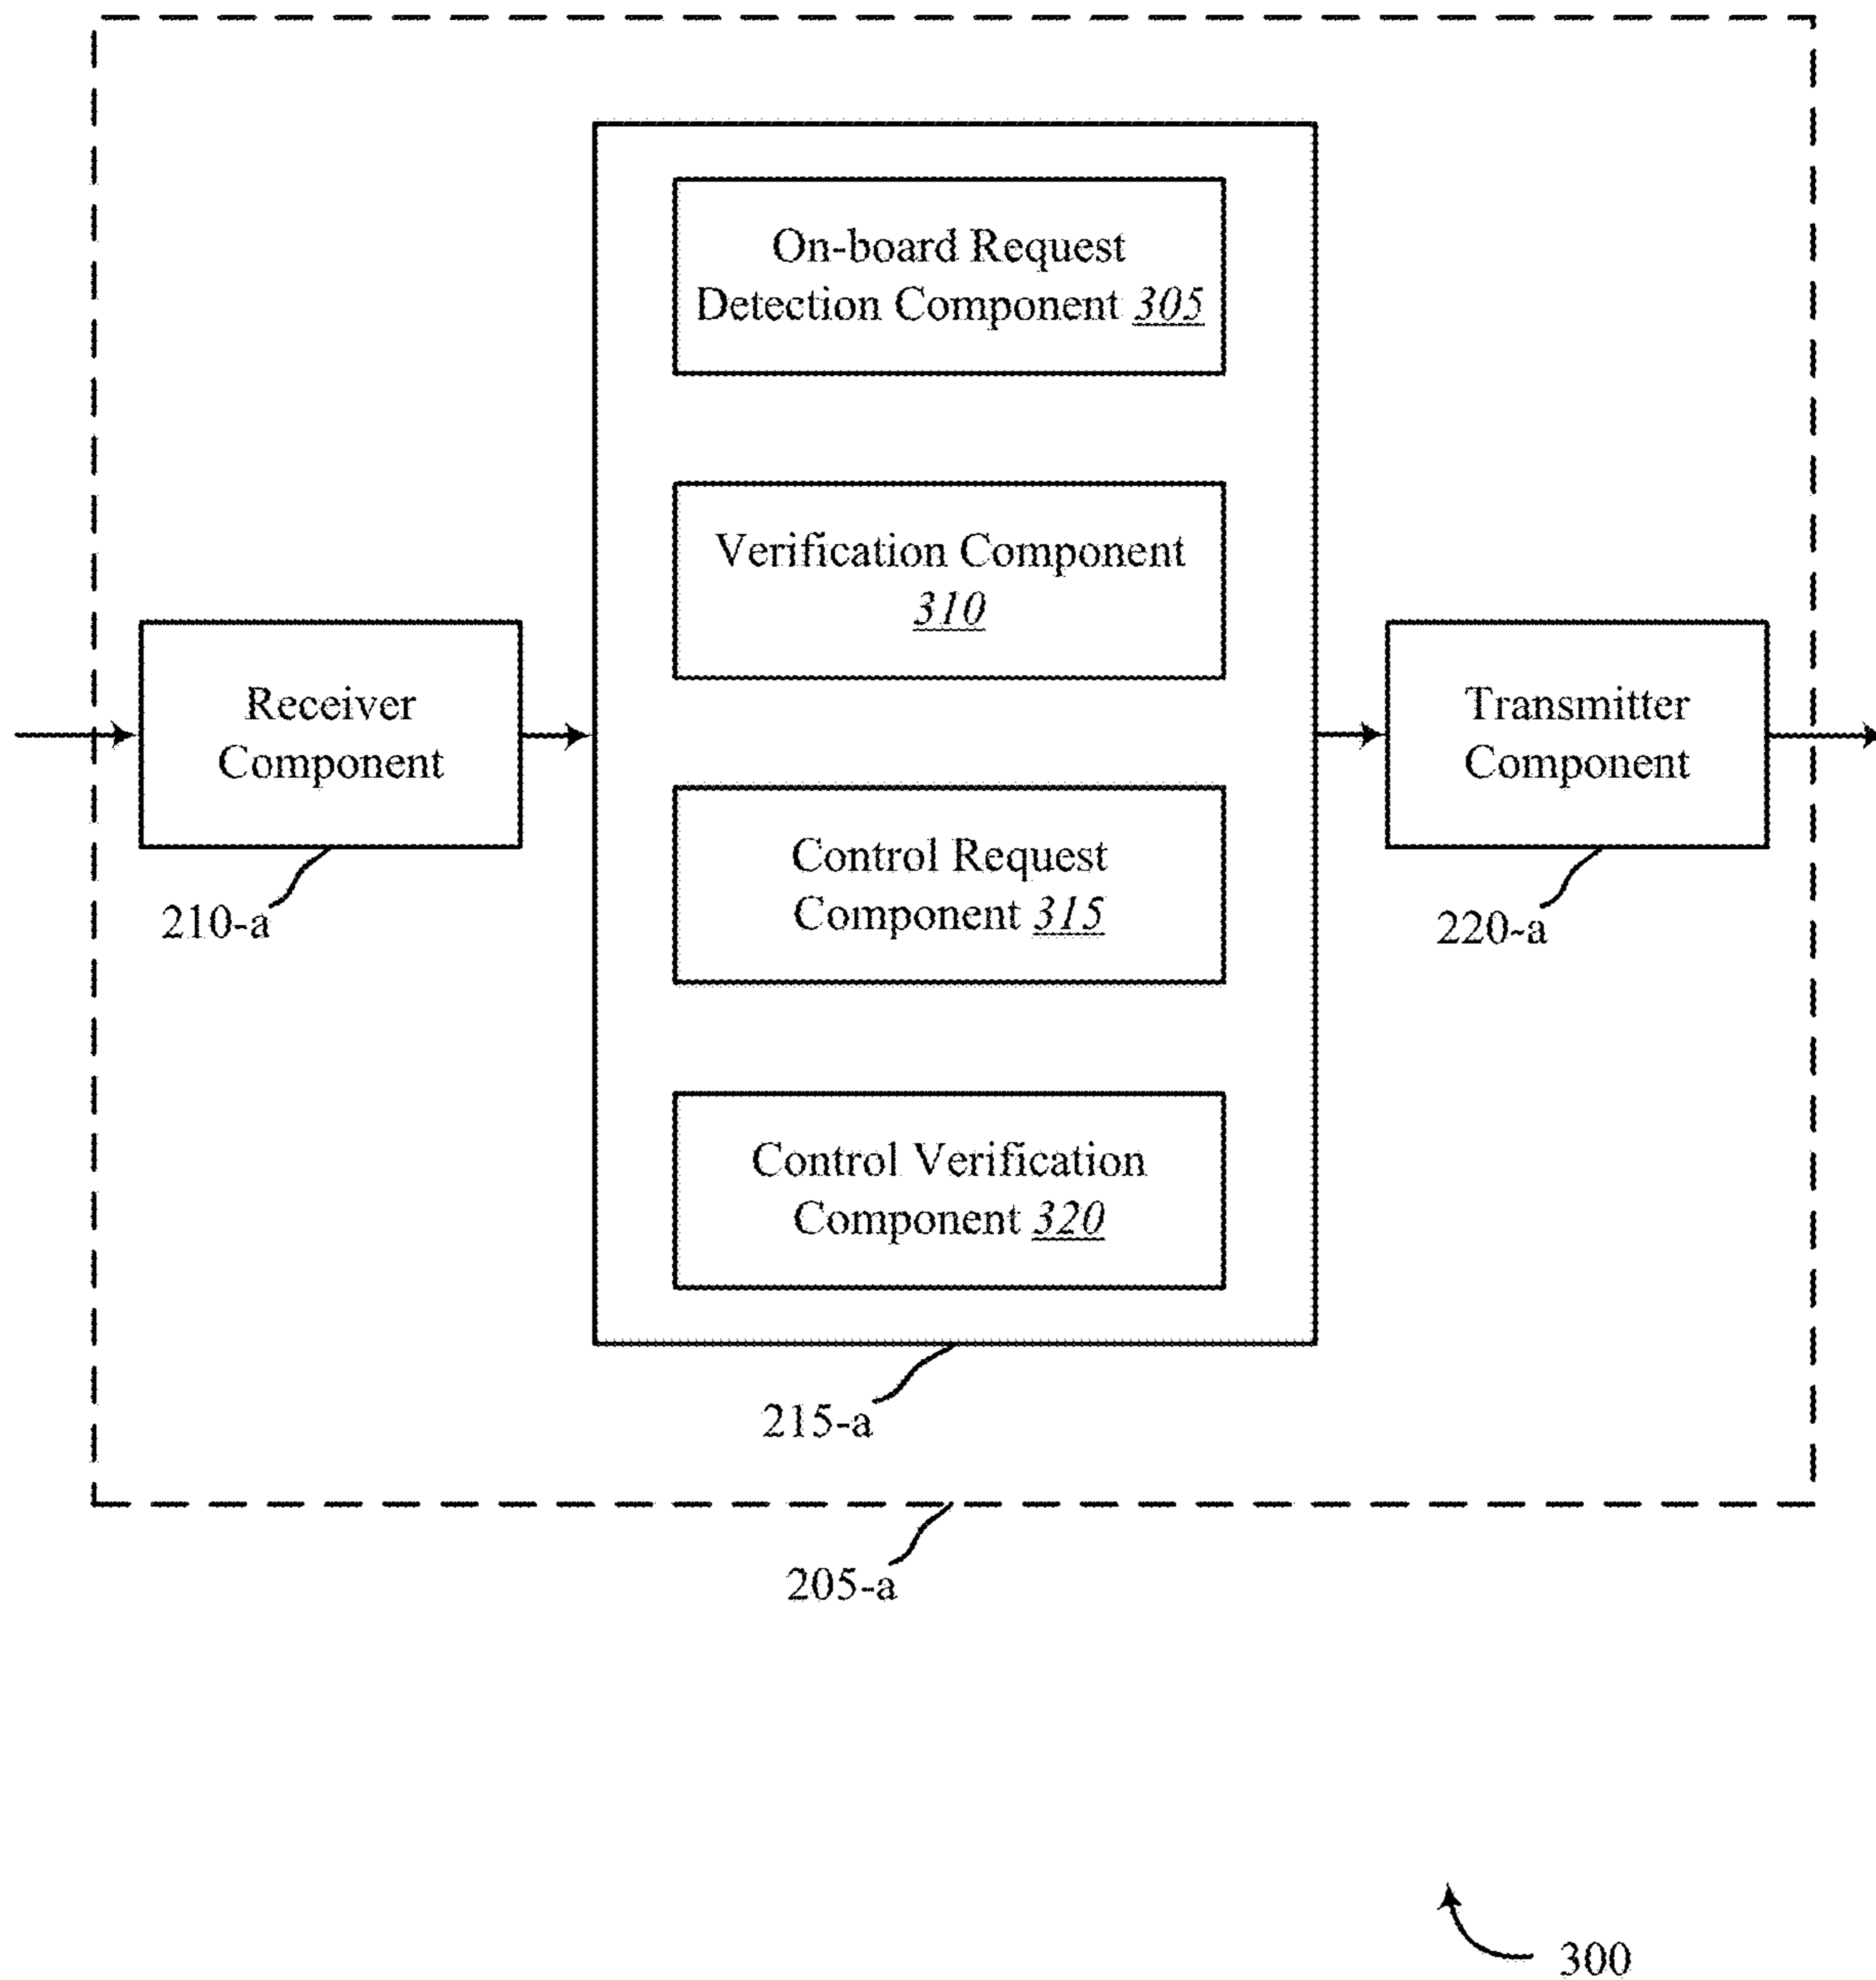 On-board Request
Detection Component 305
Verification Component
310
Receiver
Component
210-a
Control Request
Component 315
Transmitter
Component
220-a
Control Verification
Component 320
215-a
205-a
300